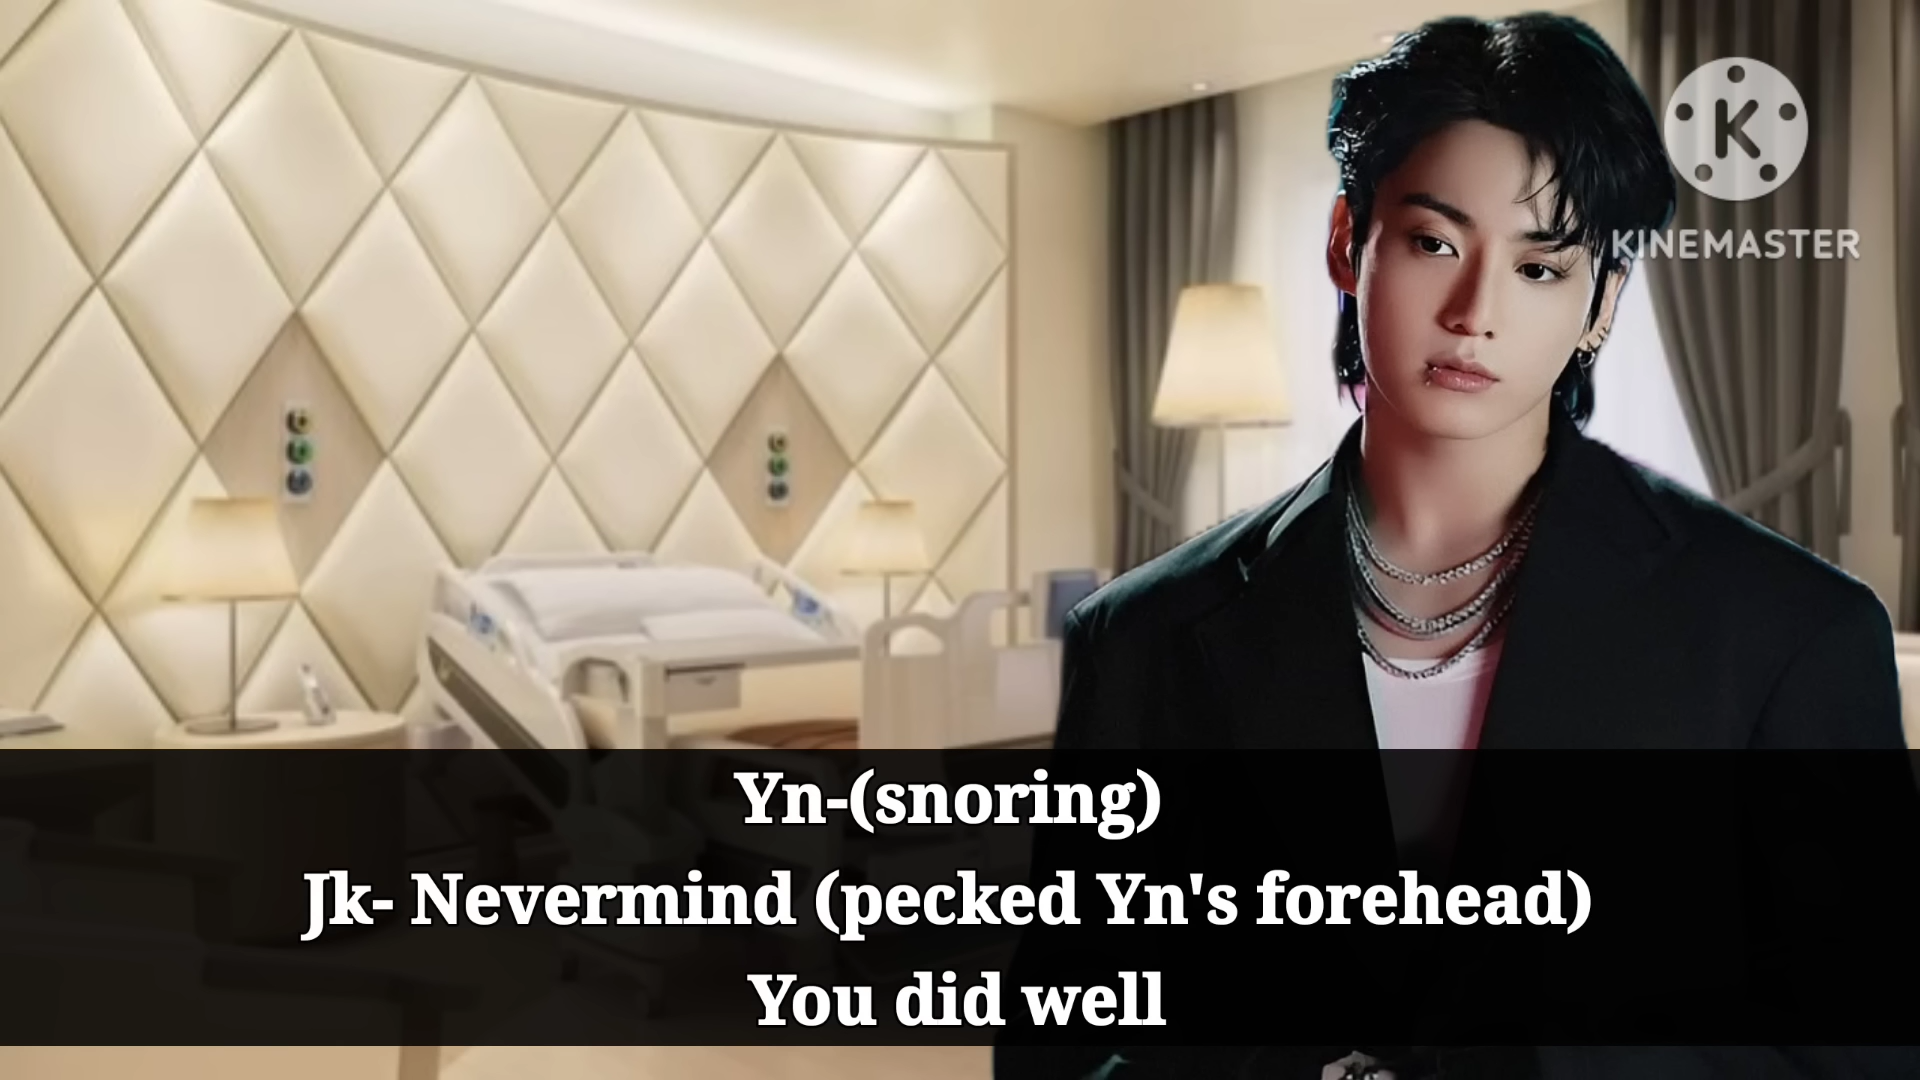 K
KINEMASTER
Yn-(snoring)
Jk- Nevermind (pecked Yn's forehead)
You did well